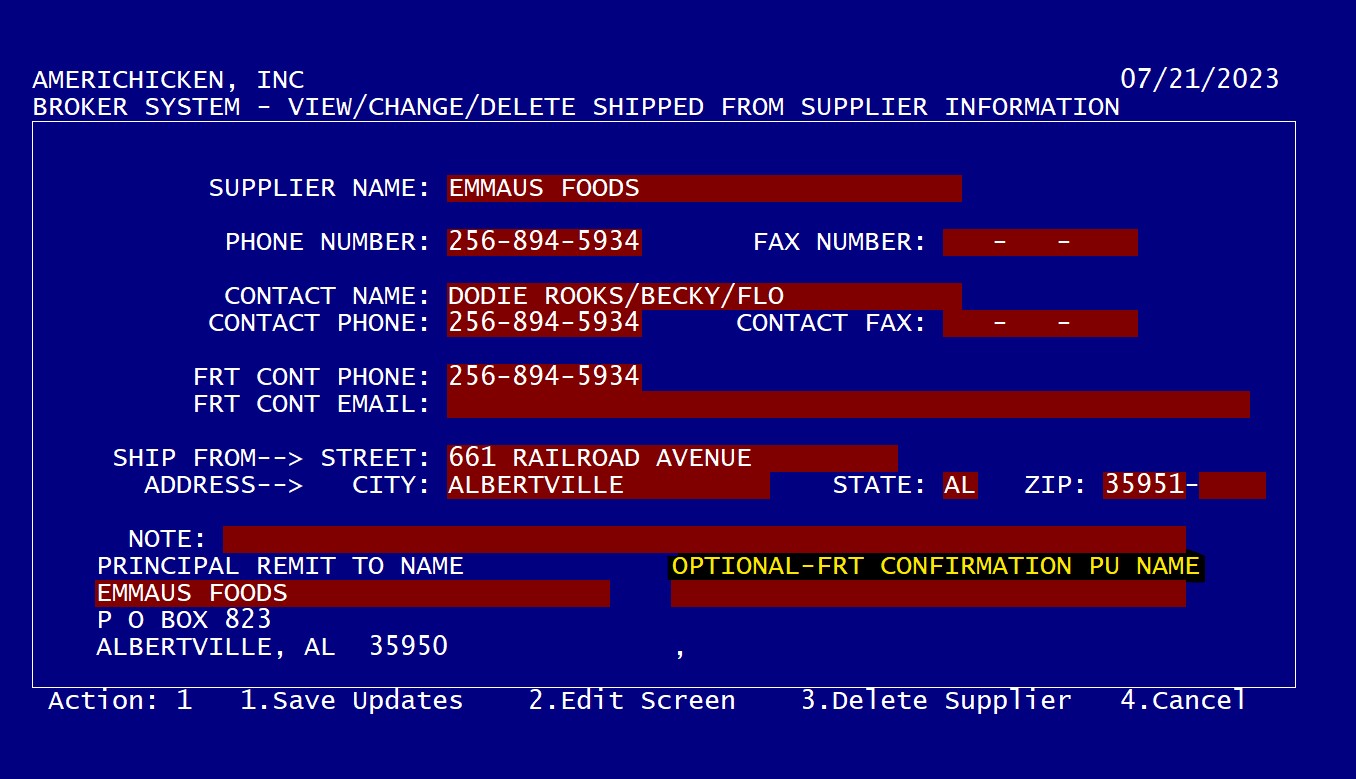 AMERICHICKEN, INC 07/21/2023
BROKER SYSTEM - VIEW/CHANGE/DELETE SHIPPED FROM SUPPLIER INFORMATION
SUPPLIER NAME: EMMAUS FOODS
PHONE NUMBER: 256-894-5934 FAX NUMBER: - -
CONTACT NAME: DODIE ROOKS/BECKY/FLO
CONTACT PHONE: 256-894-5934 CONTACT FAX: - -
FRT CONT PHONE: 256-894-5934
FRT CONT EMAIL:
SHIP FROM--> STREET: 661 RAILROAD AVENUE
ADDRESS--> CITY: ALBERTVILLE STATE: AL ZIP: 35951-
NOTE:
PRINCIPAL REMIT TO NAME OPTIONAL-FRT CONFIRMATION PU NAME
EMMAUS FOODS
P O BOX 823
ALBERTVILLE, AL 35950 ,
Action: 1 1.Save Updates 2.Edit Screen 3.Delete Supplier 4.Cancel